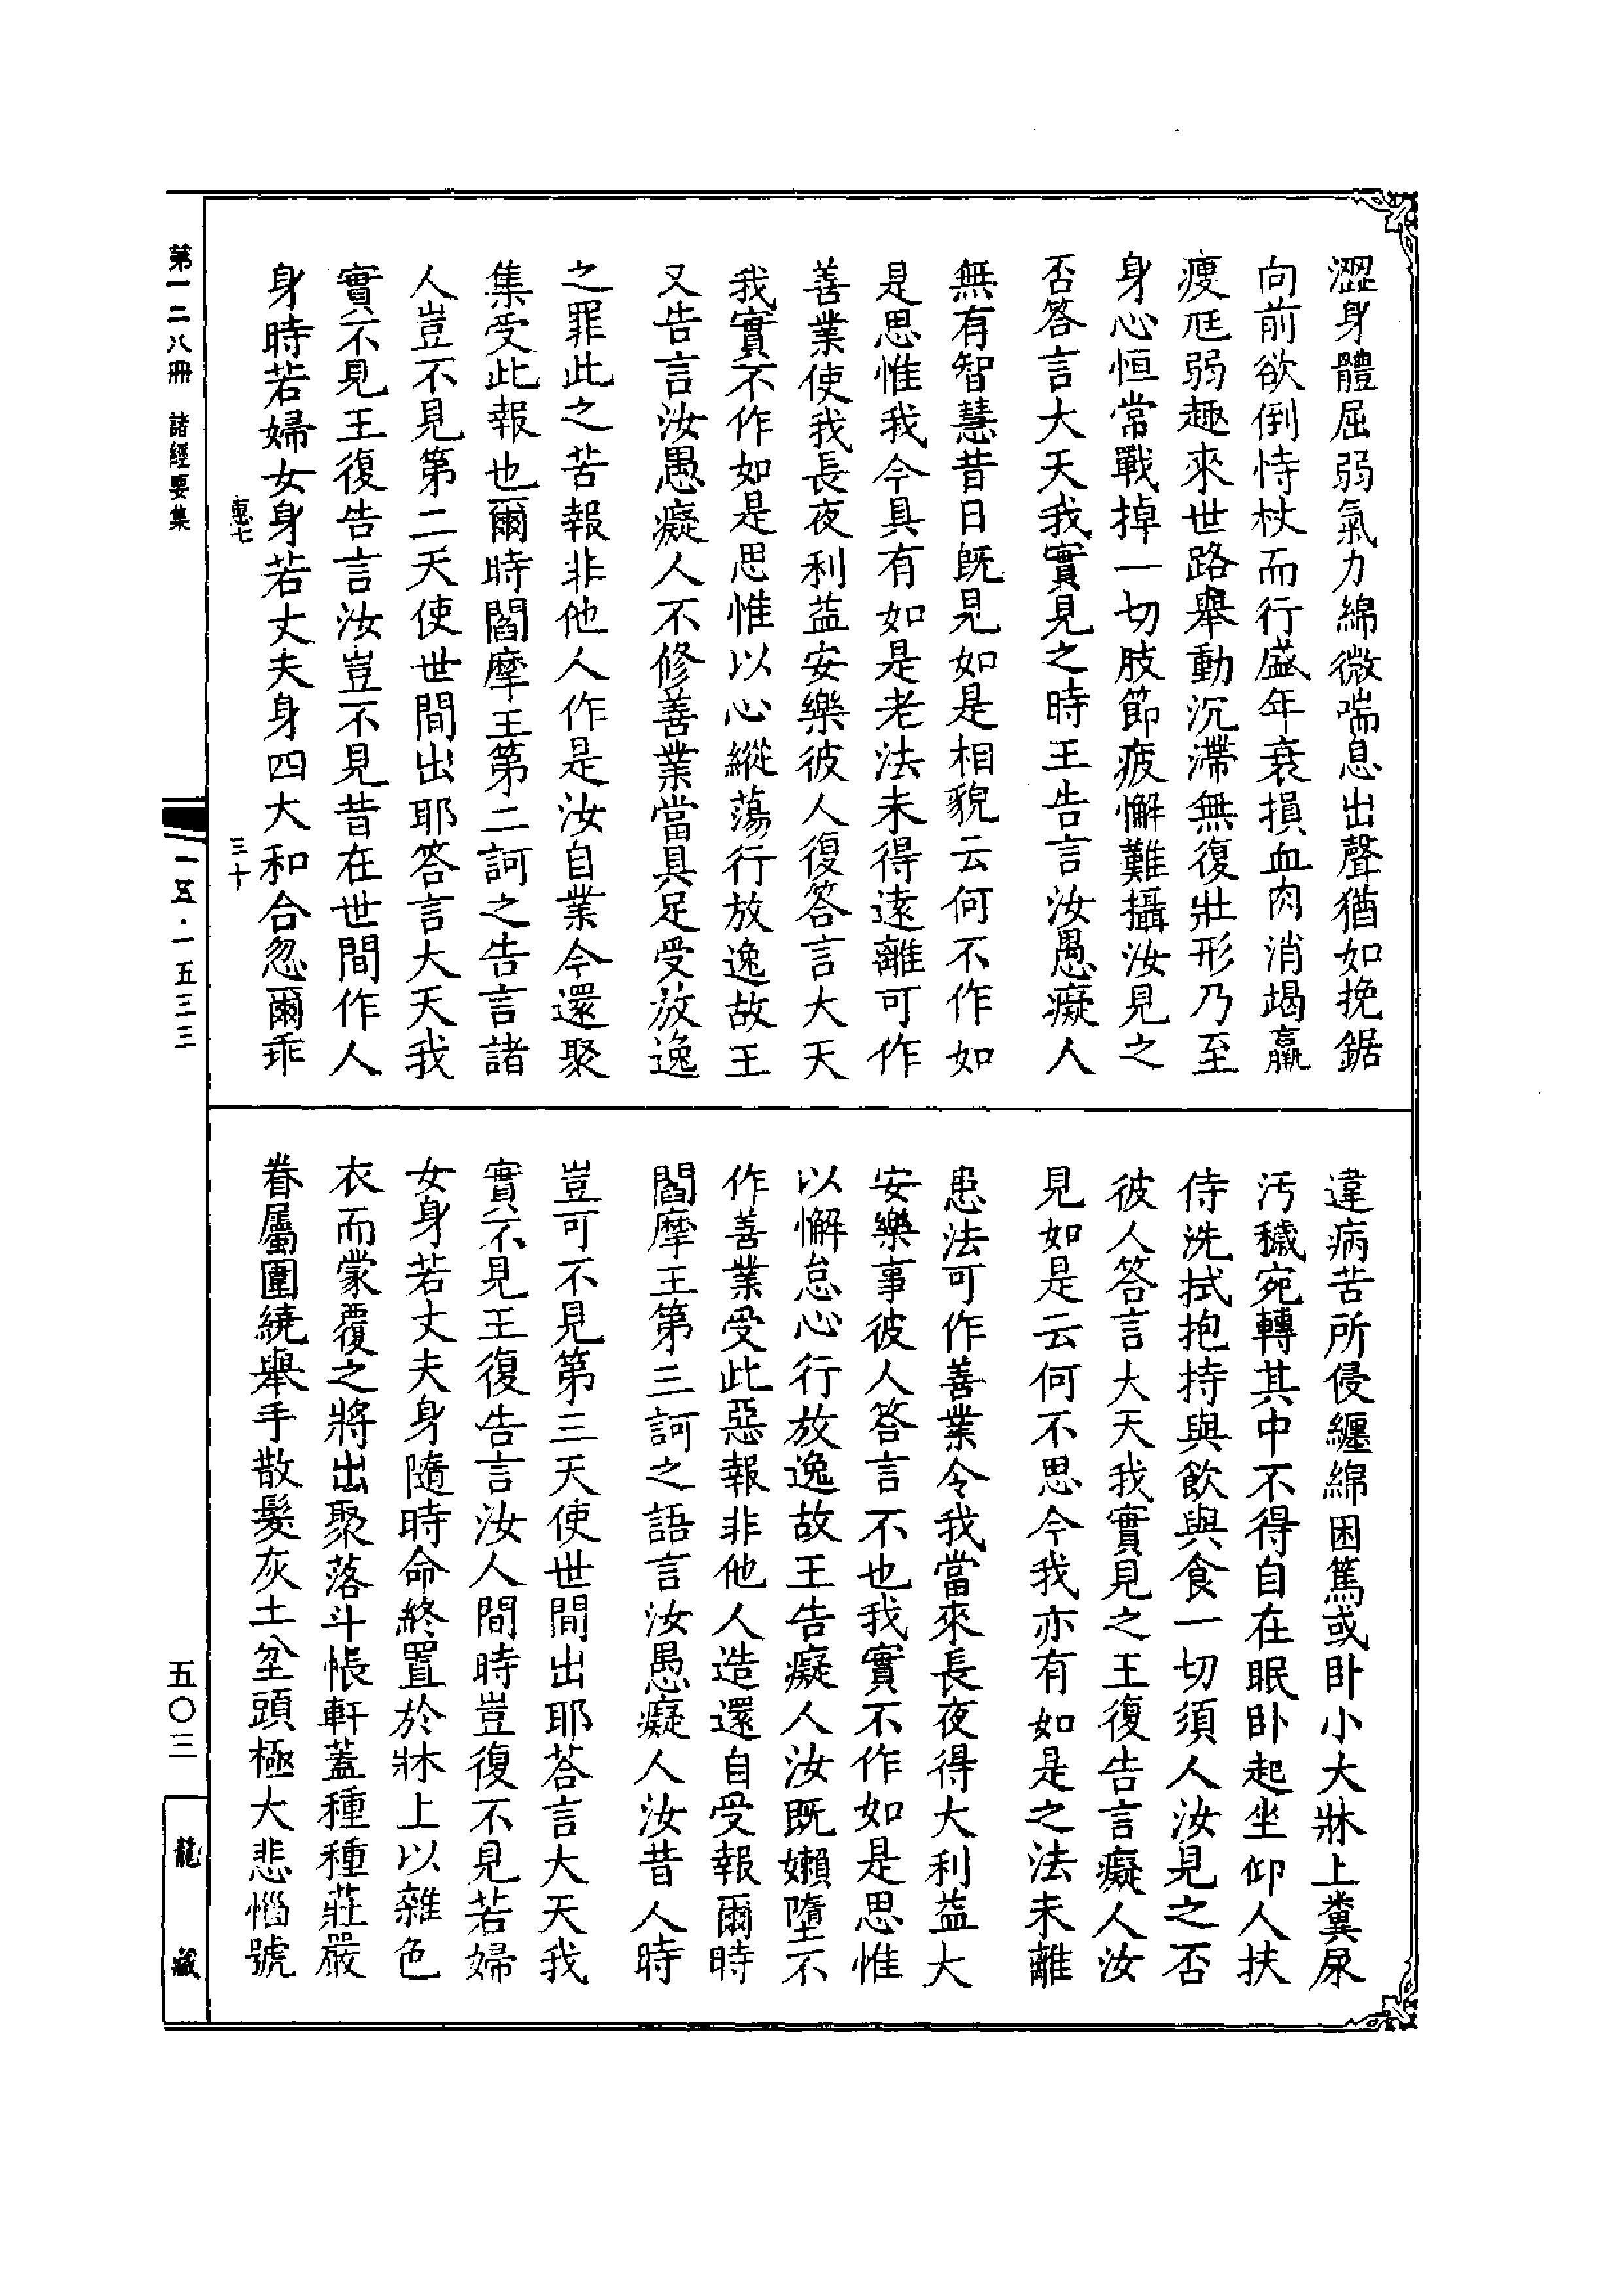 澀身體屈弱氣力綿微喘息出聲猶如挽鋸
向前欲倒恃杖而行盛年衰損血肉消竭羸
瘦尫弱趣來世路舉動沉滯無復壯形乃至
身心恒常戰掉一切肢節疲懈難攝汝見之
否答言大天我實見之時王告言汝愚癡人
無有智慧昔日既見如是相貌云何不作如
是思惟我今具有如是老法未得遠離可作
善業使我長夜利益安樂彼人復答言大天
我實不作如是思惟以心縱蕩行放逸故王
又告言汝愚癡人不修善業當具足受放逸
之罪此之苦報非他人作是汝自業今還聚
集受此報也爾時閻摩王第二訶之告言諸
人豈不見第二天使世間出耶答言大天我
實不見王復告言汝豈不見昔在世間作人
身時若婦女身若丈夫身四大和合忽爾乖
違病苦所侵纏綿困篤或臥小大牀上糞尿
污穢宛轉其中不得自在眠臥起坐仰人扶
侍洗拭抱持與飲與食一切須人汝見之否
彼人答言大天我實見之王復告言癡人汝
見如是云何不思今我亦有如是之法未離
患法可作善業令我當來長夜得大利益大
安樂事彼人答言不也我實不作如是思惟
以懈怠心行放逸故王告癡人汝既嬾墮不
作善業受此惡報非他人造還自受報爾時
閻摩王第三訶之語言汝愚癡人汝昔人時
豈可不見第三天使世間出耶荅言大天我
實不見王復告言汝人間時豈復不見若婦
女身若丈夫身隨時命終置於牀上以雜色
衣而蒙覆之將出聚落斗帳軒蓋種種莊嚴
眷屬圍繞舉手散髮灰土坌頭極大悲惱號
惠七 三十
第一二八冊 諸經要集
一五·一五三三
五〇三
龍藏